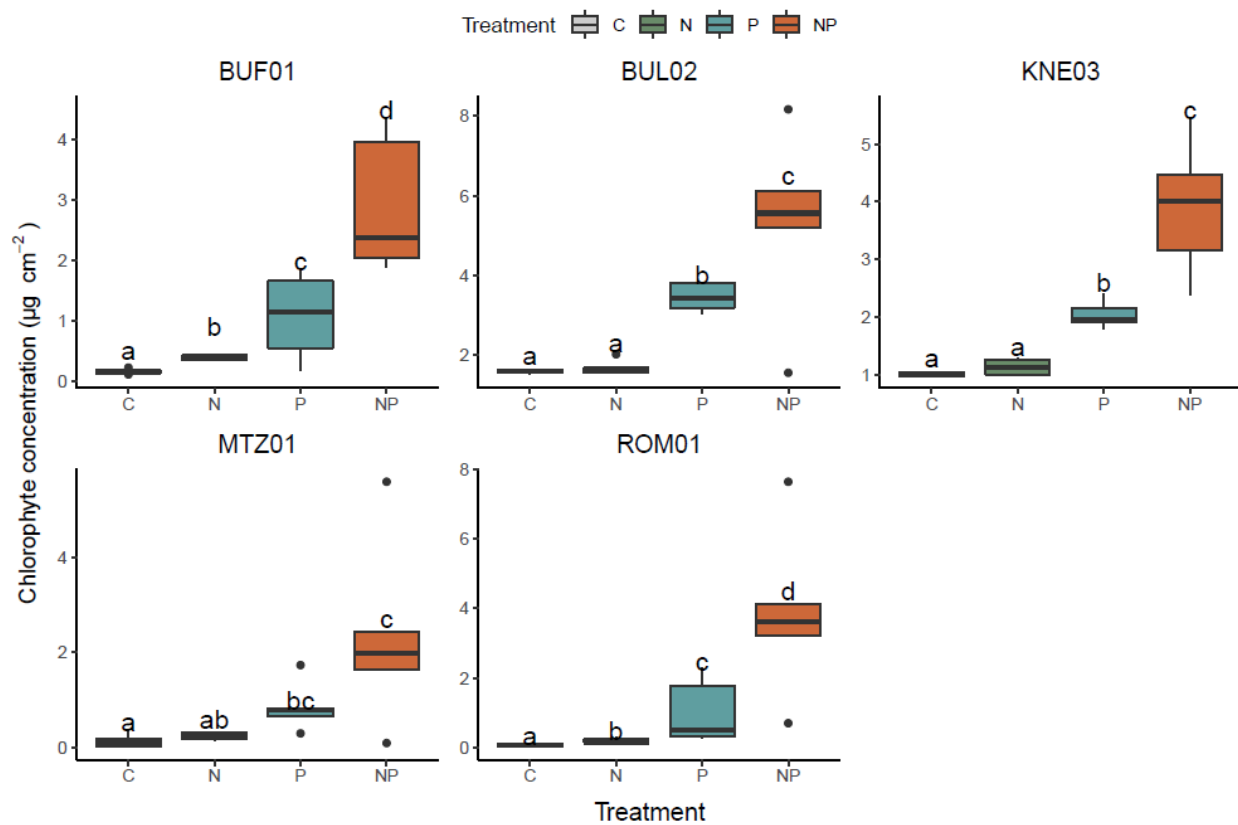 Treatment C N P NP
BUF01 BUL02 KNE03
Chlorophyte concentration (µg cm⁻²)
4
3
2
1
0
a b c d
C N P NP
8
6
4
2
a a b c
C N P NP
5
4
3
2
1
a a b c
C N P NP
MTZ01 ROM01
4
2
0
a ab bc c
C N P NP
8
6
4
2
0
a b c d
C N P NP
Treatment